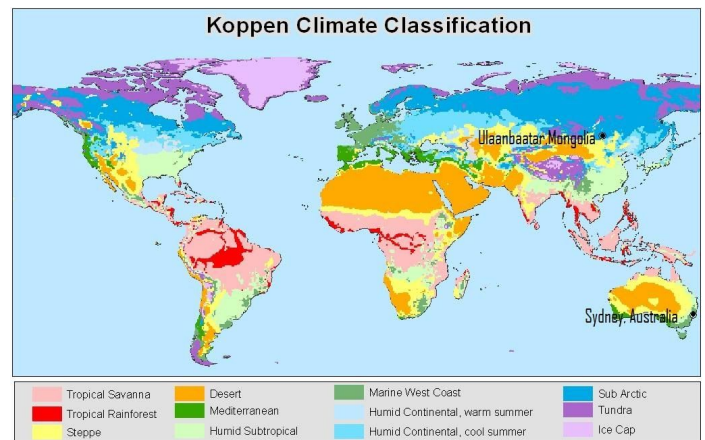 Koppen Climate Classification
Ulaanbaatar Mongolia
Sydney, Australia
Tropical Savanna
Desert
Marine West Coast
Sub Arctic
Tropical Rainforest
Mediterranean
Humid Continental, warm summer
Tundra
Steppe
Humid Subtropical
Humid Continental, cool summer
Ice Cap